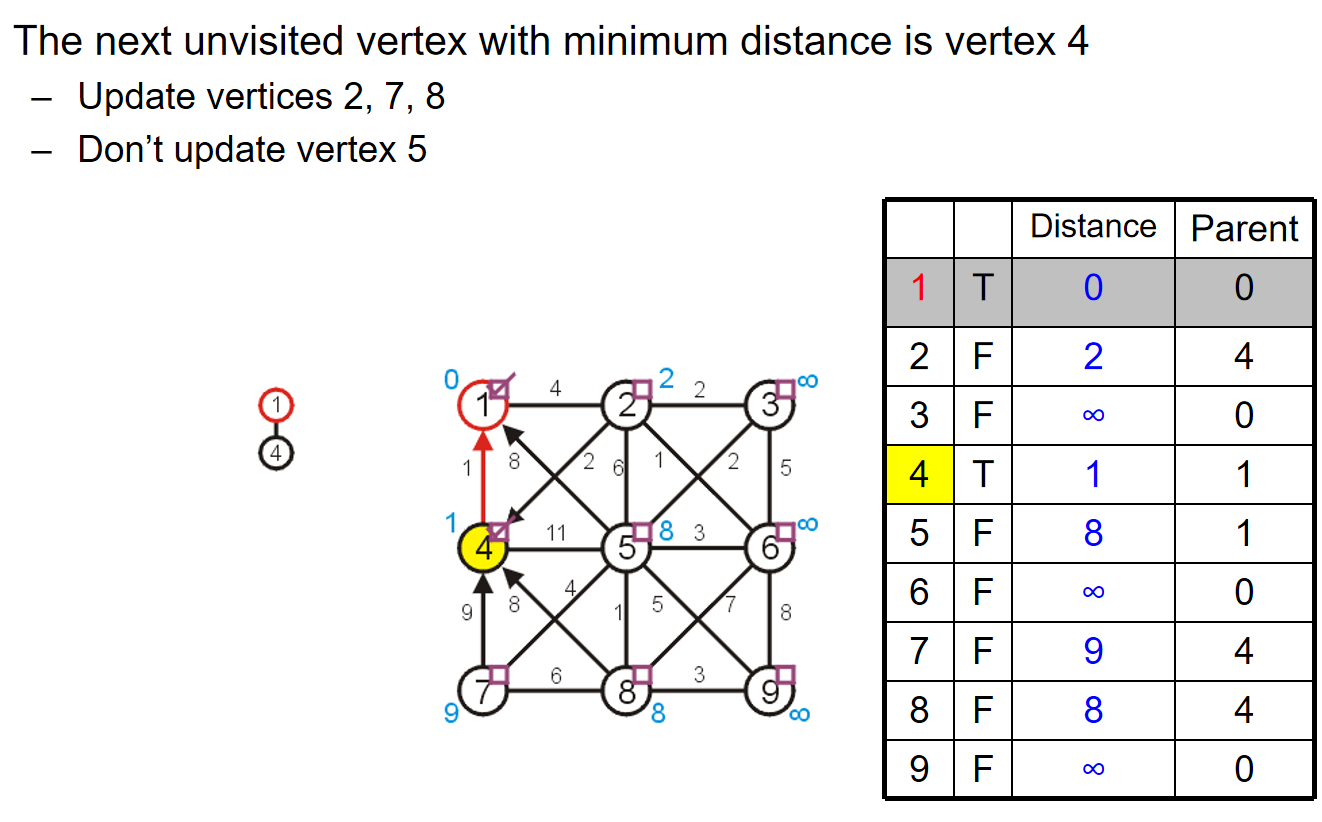 The next unvisited vertex with minimum distance is vertex 4
– Update vertices 2, 7, 8
– Don’t update vertex 5
1
4
0 1 4 2 2 2 3 ∞
1 8 2 6 1 2 5
1 4 11 5 8 3 6 ∞
9 8 4 1 5 7 8
7 6 8 3 9
9 8 ∞
Distance Parent
1 T 0 0
2 F 2 4
3 F ∞ 0
4 T 1 1
5 F 8 1
6 F ∞ 0
7 F 9 4
8 F 8 4
9 F ∞ 0